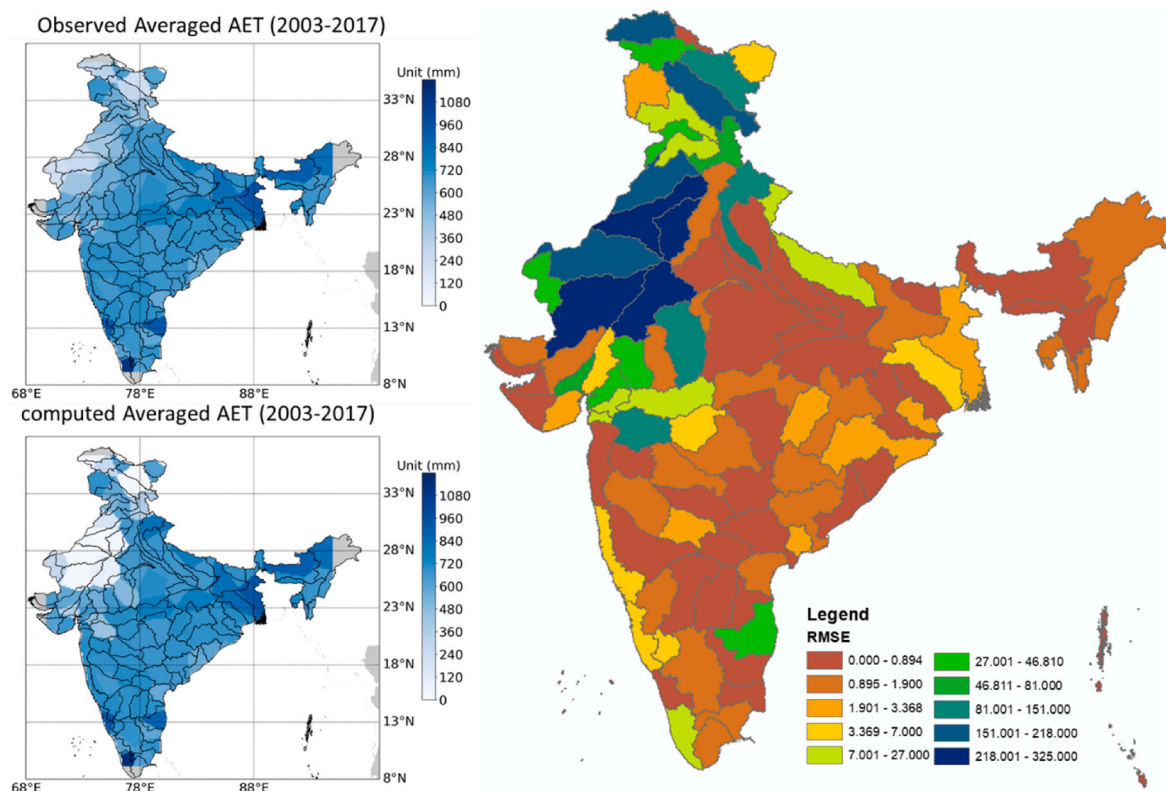 Observed Averaged AET (2003-2017)
Unit (mm)
1080
960
840
720
600
480
360
240
120
0
33°N
28°N
23°N
18°N
13°N
8°N
68°E
78°E
88°E
computed Averaged AET (2003-2017)
Unit (mm)
1080
960
840
720
600
480
360
240
120
0
33°N
28°N
23°N
18°N
13°N
8°N
68°E
78°E
88°E
Legend
RMSE
0.000 - 0.894
0.895 - 1.900
1.901 - 3.368
3.369 - 7.000
7.001 - 27.000
27.001 - 46.810
46.811 - 81.000
81.001 - 151.000
151.001 - 218.000
218.001 - 325.000